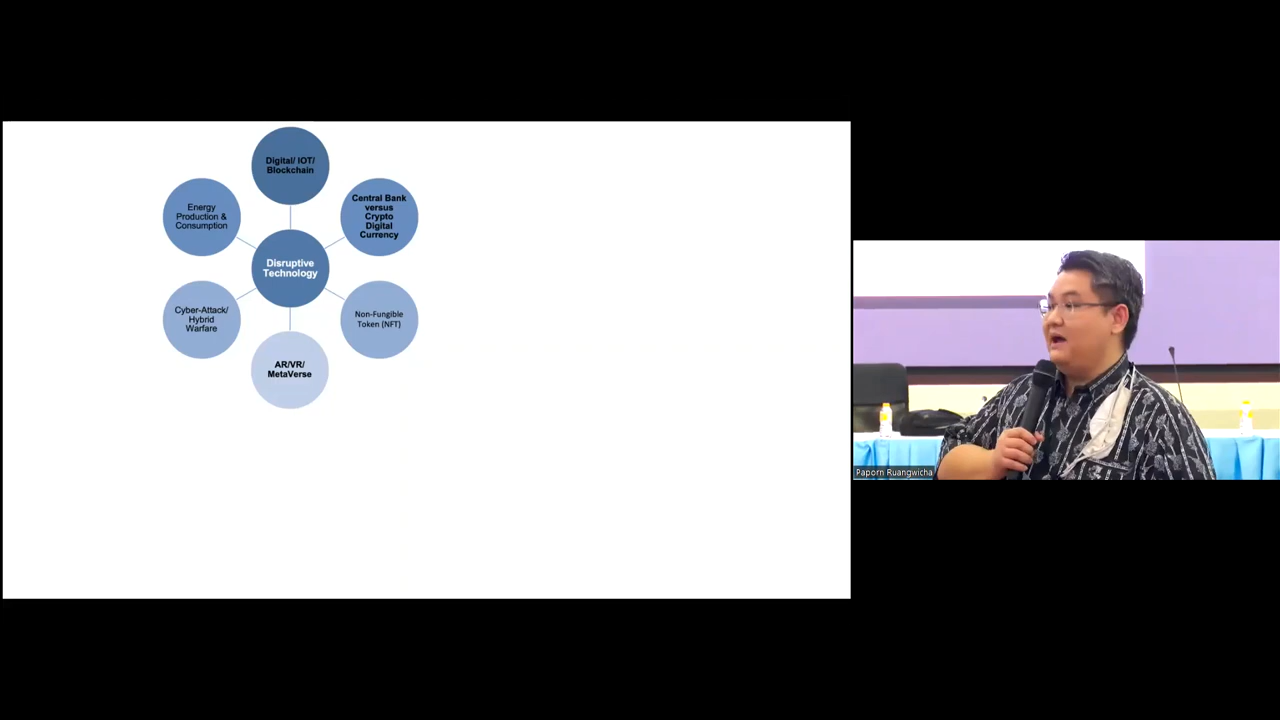 Digital/ IOT/
Blockchain
Energy
Production &
Consumption
Central Bank
versus
Crypto
Digital
Currency
Disruptive
Technology
Cyber-Attack/
Hybrid
Warfare
Non-Fungible
Token (NFT)
AR/VR/
MetaVerse
Paporn Ruangwicha